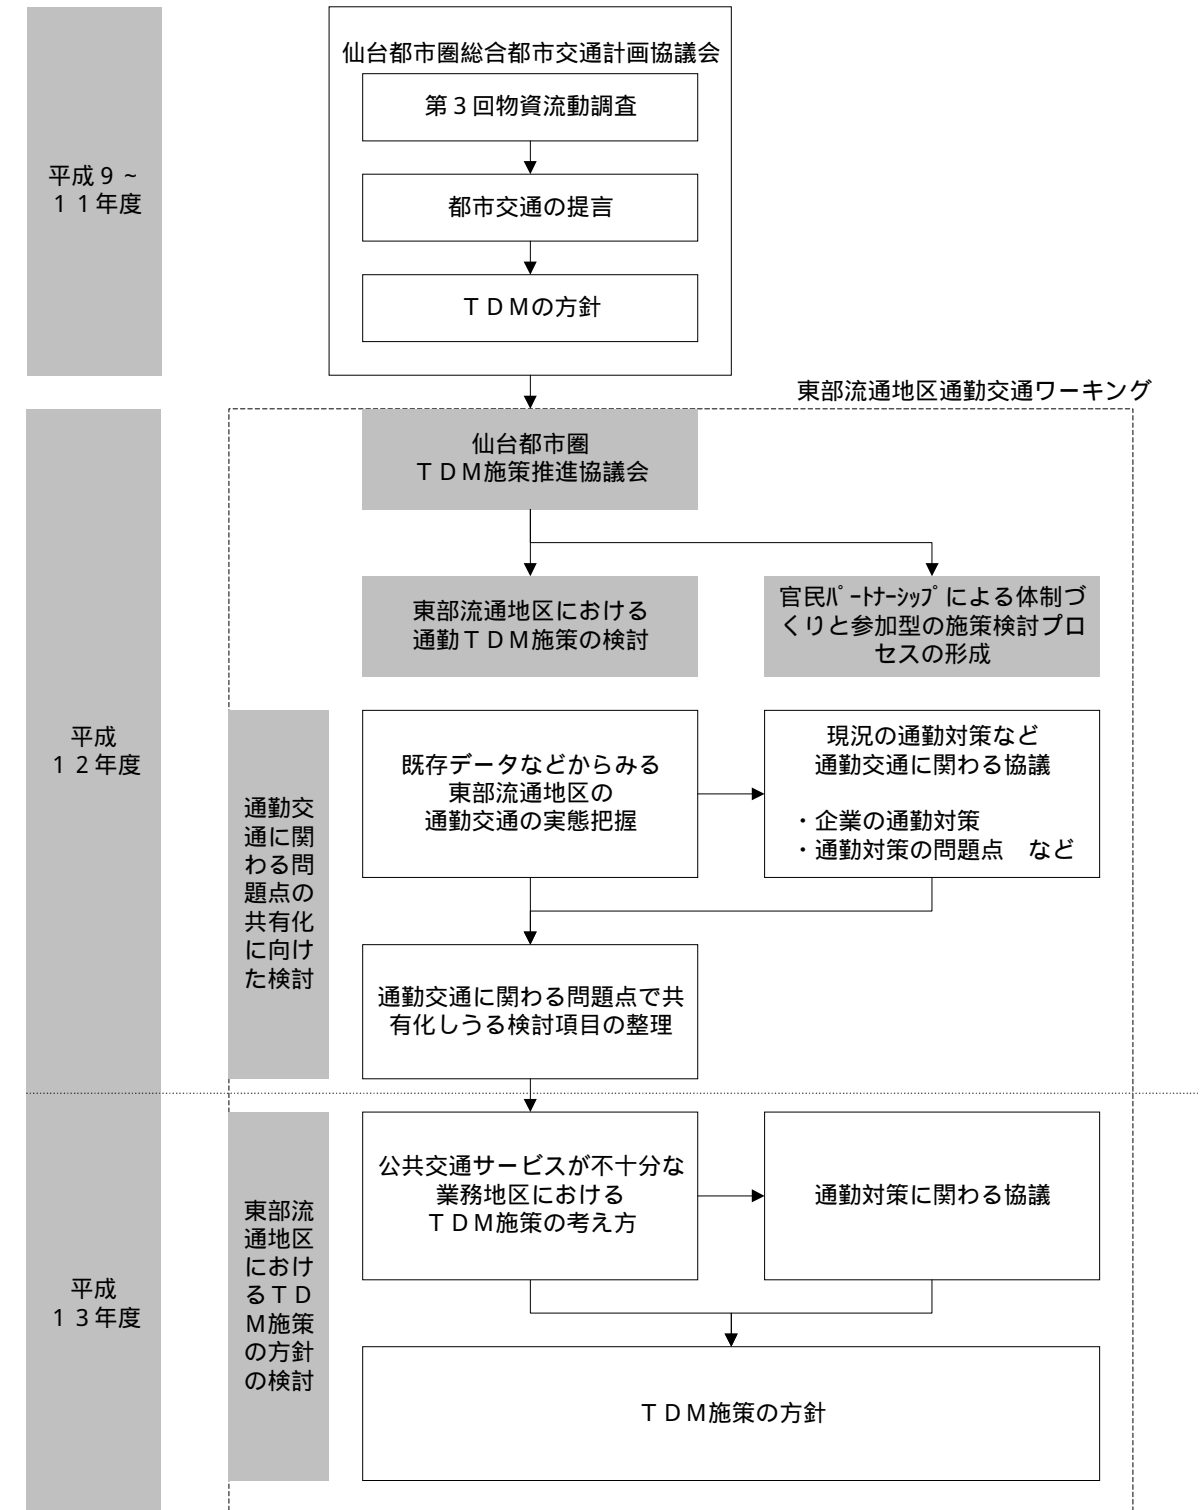 平成９～
１１年度
仙台都市圏総合都市交通計画協議会
第３回物資流動調査
都市交通の提言
ＴＤＭの方針
東部流通地区通勤交通ワーキング
平成
１２年度
仙台都市圏
ＴＤＭ施策推進協議会
東部流通地区における
通勤ＴＤＭ施策の検討
官民ﾊﾟｰﾄﾅｰｼｯﾌﾟによる体制づ
くりと参加型の施策検討プロ
セスの形成
通勤交
通に関
わる問
題点の
共有化
に向け
た検討
既存データなどからみる
東部流通地区の
通勤交通の実態把握
現況の通勤対策など
通勤交通に関わる協議
・企業の通勤対策
・通勤対策の問題点　など
通勤交通に関わる問題点で共
有化しうる検討項目の整理
平成
１３年度
東部流
通地区
におけ
るＴＤ
Ｍ施策
の方針
の検討
公共交通サービスが不十分な
業務地区における
ＴＤＭ施策の考え方
通勤対策に関わる協議
ＴＤＭ施策の方針